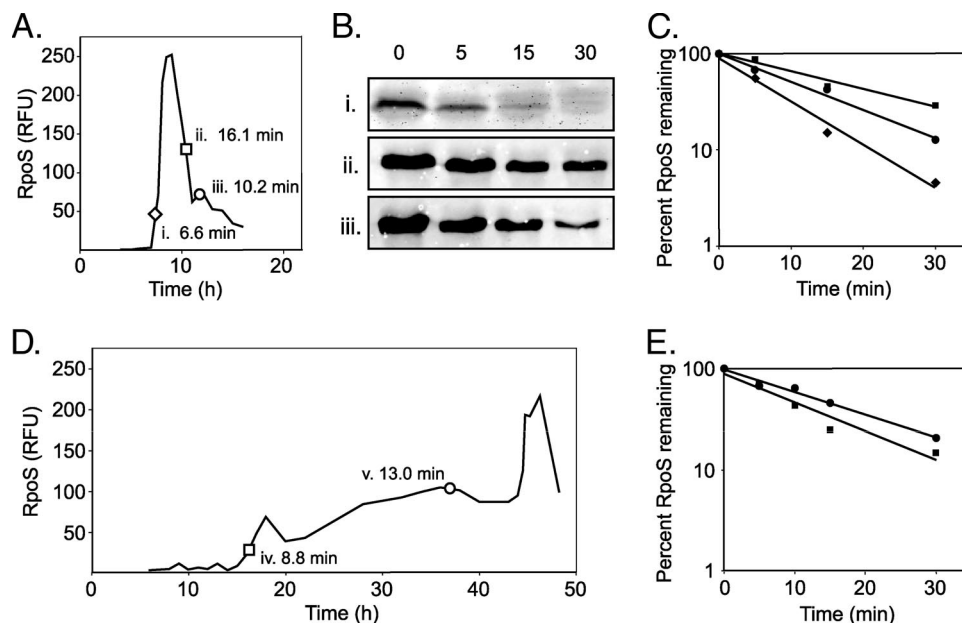 A.
RpoS (RFU)
250
200
150
100
50
ii. 16.1 min
iii. 10.2 min
i. 6.6 min
0 10 20
Time (h)
B.
0 5 15 30
i.
ii.
iii.
C.
Percent RpoS remaining
100
10
1
0 10 20 30
Time (min)
D.
RpoS (RFU)
250
200
150
100
50
v. 13.0 min
iv. 8.8 min
0 10 20 30 40 50
Time (h)
E.
Percent RpoS remaining
100
10
1
0 10 20 30
Time (min)